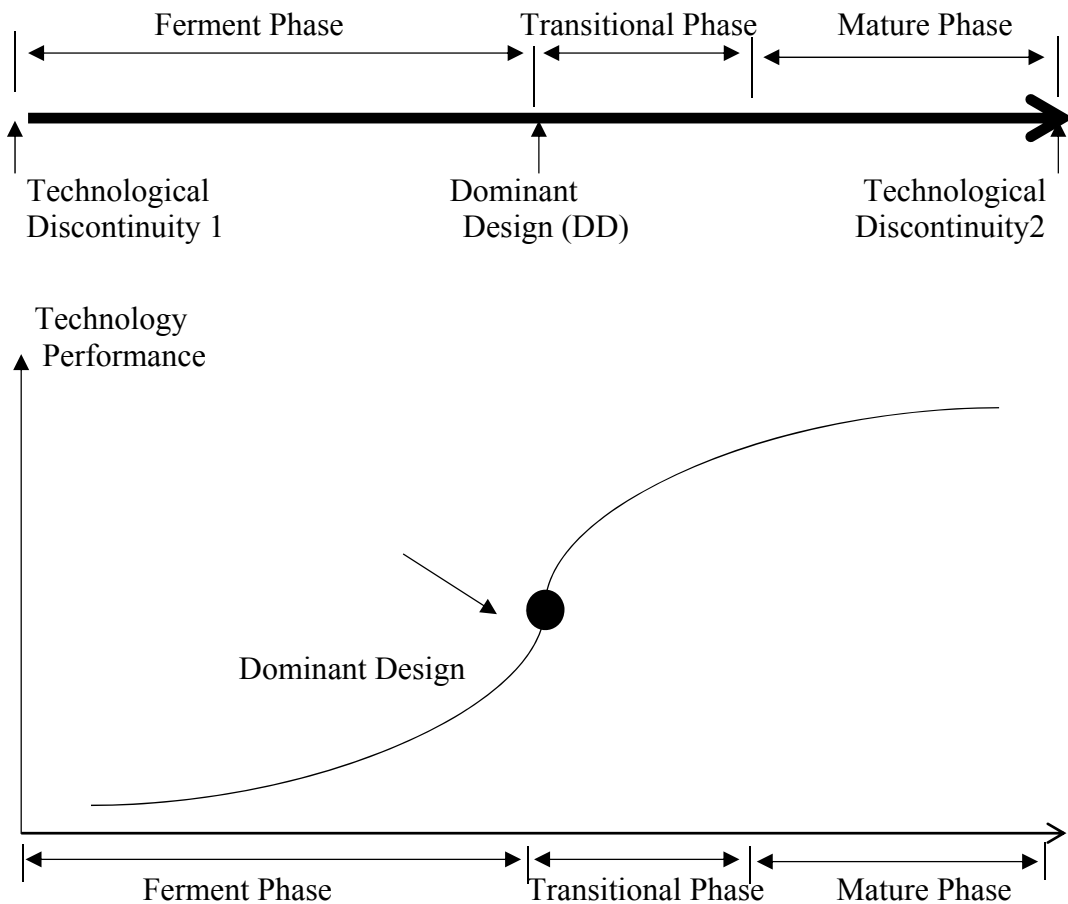 Ferment Phase Transitional Phase Mature Phase
Technological Dominant Technological
Discontinuity 1 Design (DD) Discontinuity2
Technology
Performance
Dominant Design
Ferment Phase Transitional Phase Mature Phase